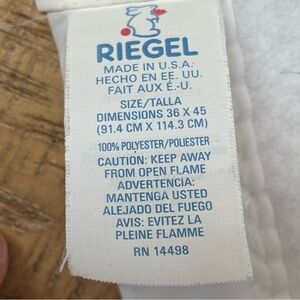 RIEGEL
MADE IN U.S.A.
HECHO EN EE. UU.
FAIT AUX É.-U.
SIZE/TALLA
DIMENSIONS 36 X 45
(91.4 CM X 114.3 CM)
100% POLYESTER/POLIESTER
CAUTION: KEEP AWAY
FROM OPEN FLAME
ADVERTENCIA:
MANTENGA USTED
ALEJADO DEL FUEGO
AVIS: EVITEZ LA
PLEINE FLAMME
RN 14498